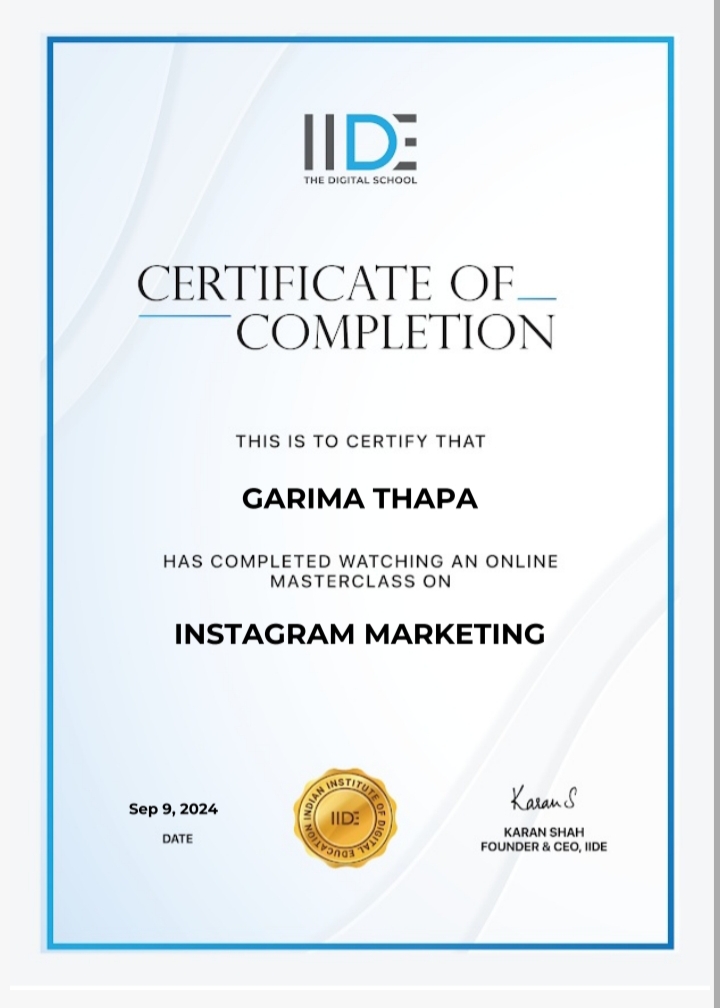 IIDE
THE DIGITAL SCHOOL
CERTIFICATE OF
COMPLETION
THIS IS TO CERTIFY THAT
GARIMA THAPA
HAS COMPLETED WATCHING AN ONLINE
MASTERCLASS ON
INSTAGRAM MARKETING
Sep 9, 2024
DATE
INDIAN INSTITUTE OF DIGITAL EDUCATION
IIDE
Karan S
KARAN SHAH
FOUNDER & CEO, IIDE